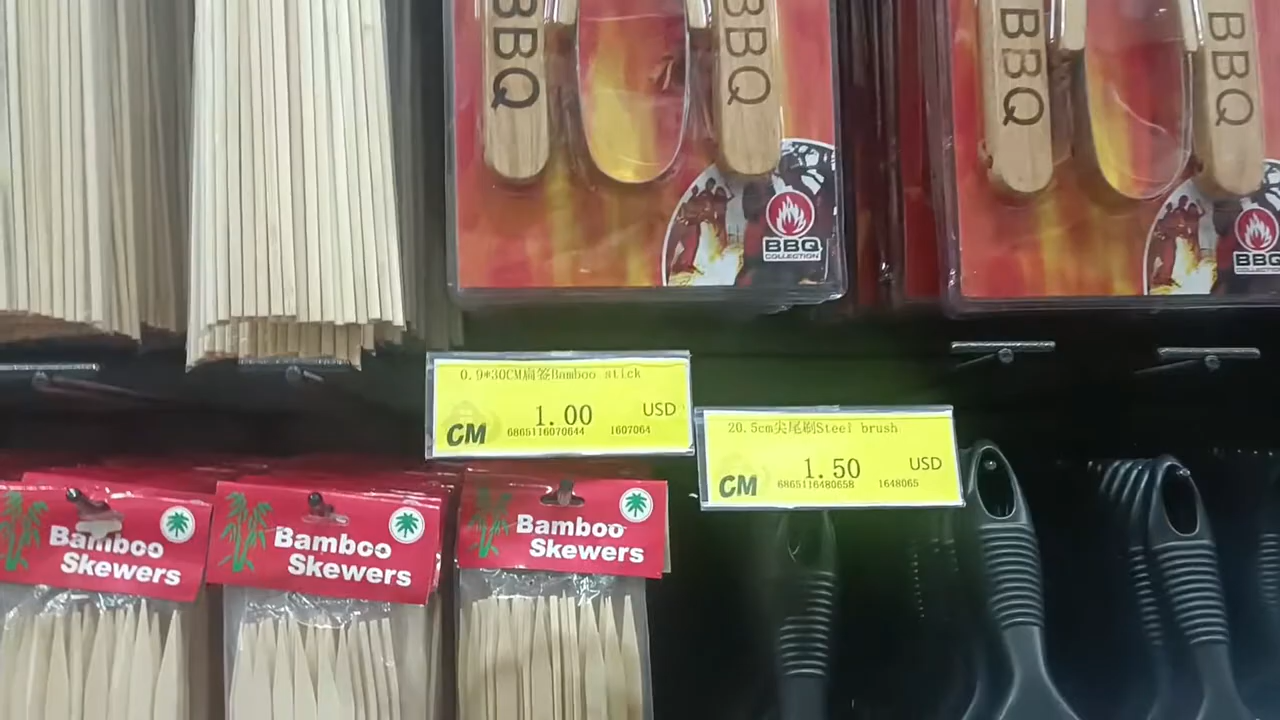 BBQ
BBQ
BBQ
BBQ
BBQ
COLLECTION
BBQ
COLLECTION
0.9*30CM扁签Bamboo stick
1.00
USD
CM
6865116070644
1607064
20.5cm尖尾刷Steel brush
1.50
USD
CM
6865116480658
1648065
Bamboo
Skewers
Bamboo
Skewers
Bamboo
Skewers